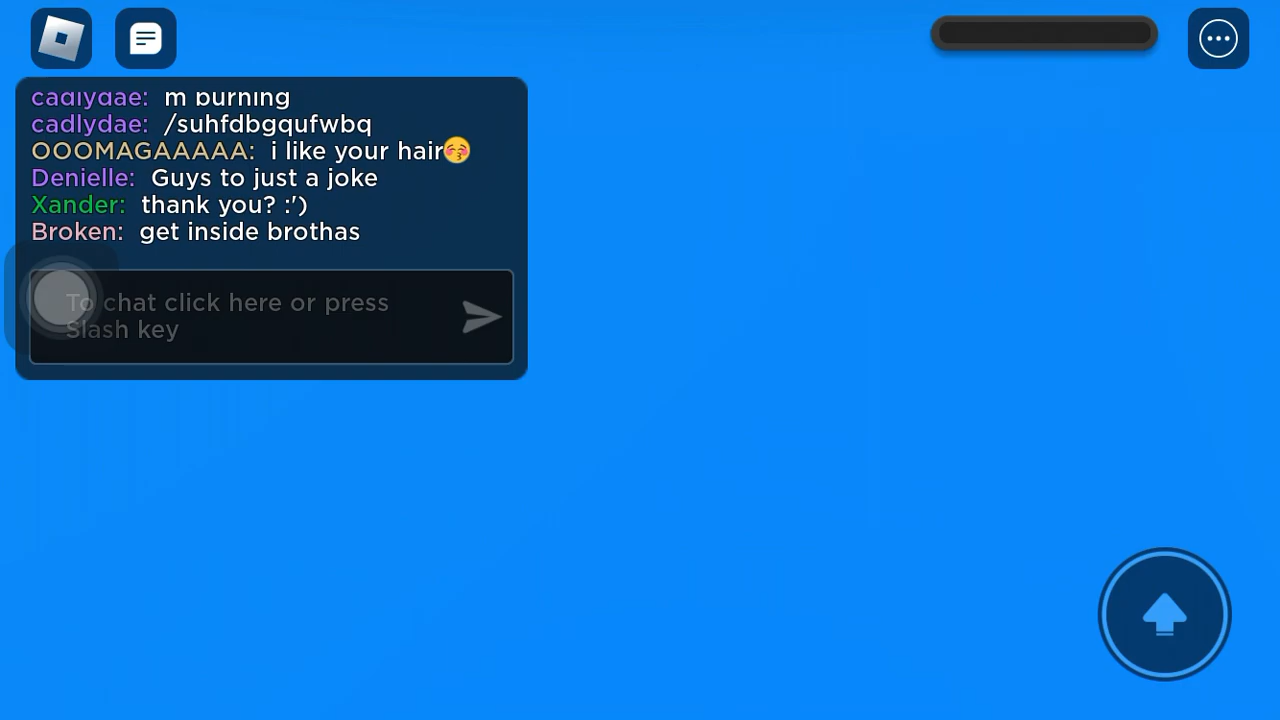 cadlydae: m burning
cadlydae: /suhfdbgqufwbq
OOOMAGAAAAA: i like your hair😚
Denielle: Guys to just a joke
Xander: thank you? :')
Broken: get inside brothas
To chat click here or press
Slash key